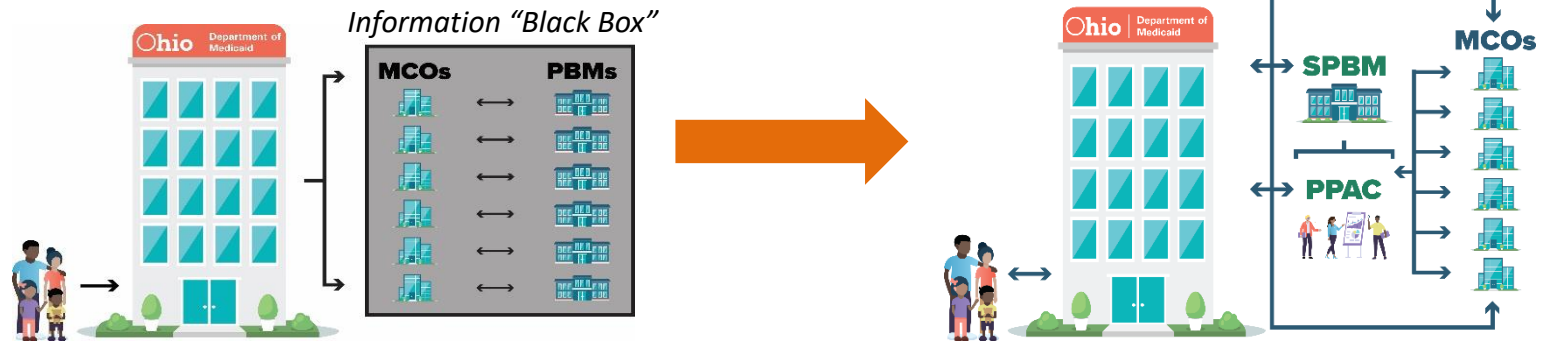 Information “Black Box”
Ohio Department of Medicaid
MCOs PBMs
Ohio Department of Medicaid
MCOs
SPBM
PPAC